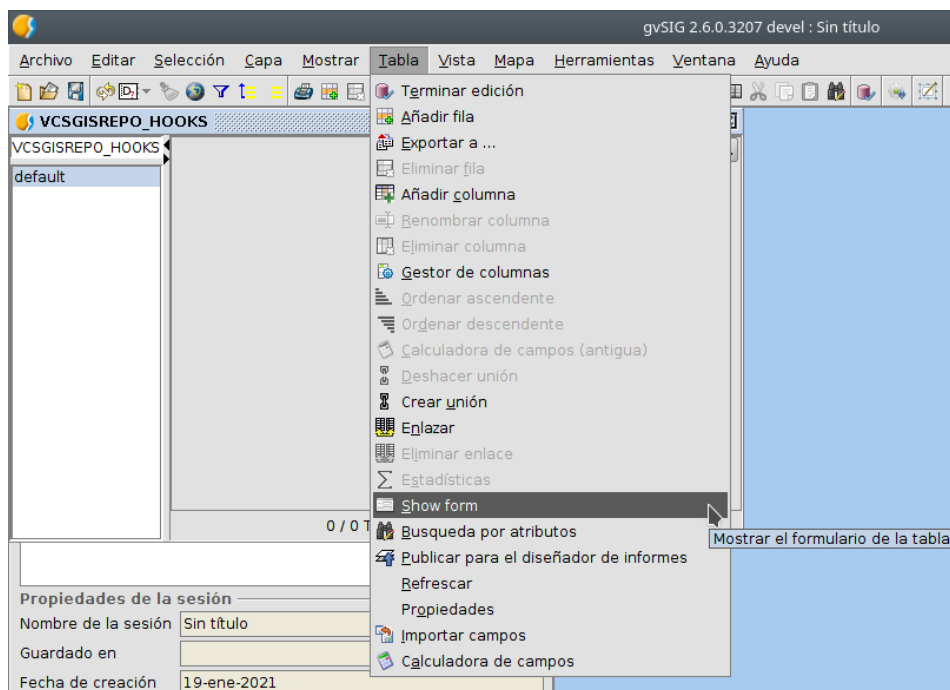 gvSIG 2.6.0.3207 devel : Sin título
Archivo Editar Selección Capa Mostrar Tabla Vista Mapa Herramientas Ventana Ayuda
VCSGISREPO_HOOKS
VCSGISREPO_HOOKS
default
Terminar edición
Añadir fila
Exportar a ...
Eliminar fila
Añadir columna
Renombrar columna
Eliminar columna
Gestor de columnas
Ordenar ascendente
Ordenar descendente
Calculadora de campos (antigua)
Deshacer unión
Crear unión
Enlazar
Eliminar enlace
Estadísticas
Show form
Mostrar el formulario de la tabla
Busqueda por atributos
Publicar para el diseñador de informes
Refrescar
Propiedades
Importar campos
Calculadora de campos
0 / 0 T
Propiedades de la sesión
Nombre de la sesión Sin título
Guardado en
Fecha de creación 19-ene-2021